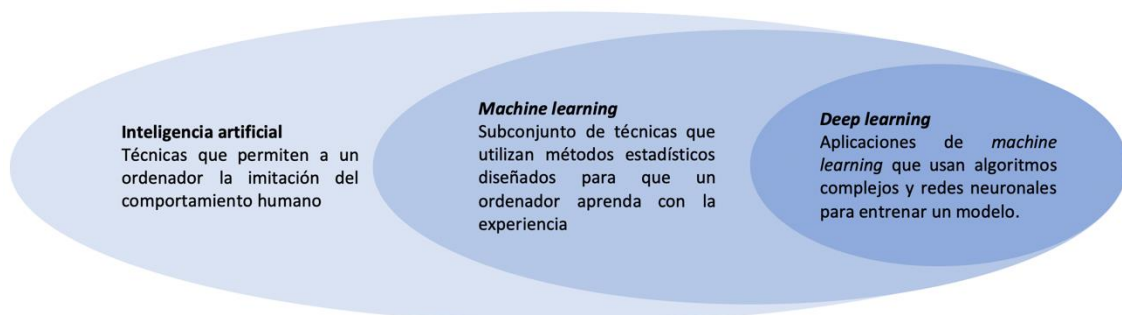 Inteligencia artificial
Técnicas que permiten a un
ordenador la imitación del
comportamiento humano
Machine learning
Subconjunto de técnicas que
utilizan métodos estadísticos
diseñados para que un
ordenador aprenda con la
experiencia
Deep learning
Aplicaciones de machine
learning que usan algoritmos
complejos y redes neuronales
para entrenar un modelo.